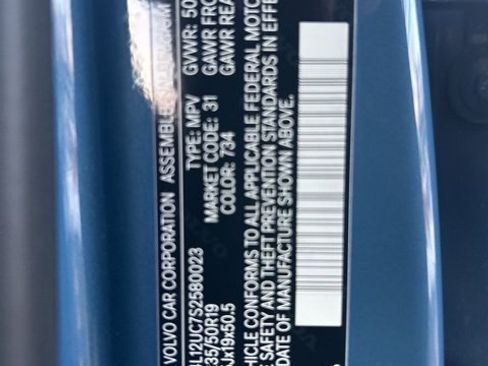 VOLVO CAR CORPORATION ASSEMBLED
L12UC7S2580023 TYPE: MPV GVWR: 50
35/50R19 MARKET CODE: 31 GAWR FRO
Jx19x50.5 COLOR: 734 GAWR REA
VEHICLE CONFORMS TO ALL APPLICABLE FEDERAL MOTO
SAFETY AND THEFT PREVENTION STANDARDS IN EFFE
DATE OF MANUFACTURE SHOWN ABOVE.